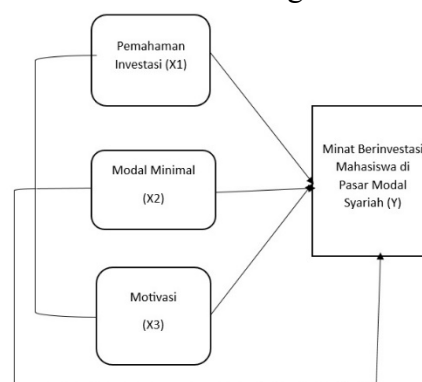 Pemahaman
Investasi (X1)
Modal Minimal
(X2)
Motivasi
(X3)
Minat Berinvestasi
Mahasiswa di
Pasar Modal
Syariah (Y)